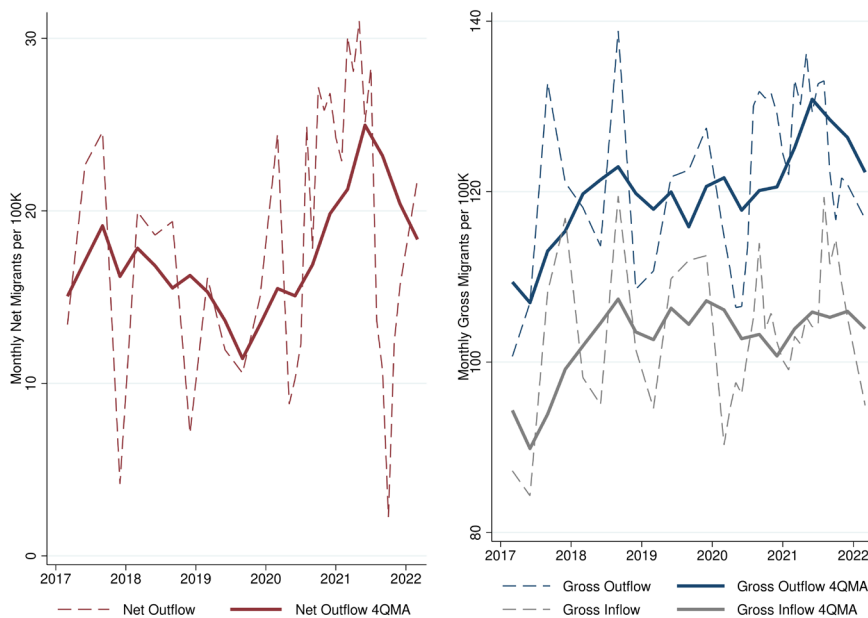 Monthly Net Migrants per 100K
30
20
10
0
2017 2018 2019 2020 2021 2022
Net Outflow Net Outflow 4QMA
Monthly Gross Migrants per 100K
140
120
100
80
2017 2018 2019 2020 2021 2022
Gross Outflow Gross Outflow 4QMA
Gross Inflow Gross Inflow 4QMA